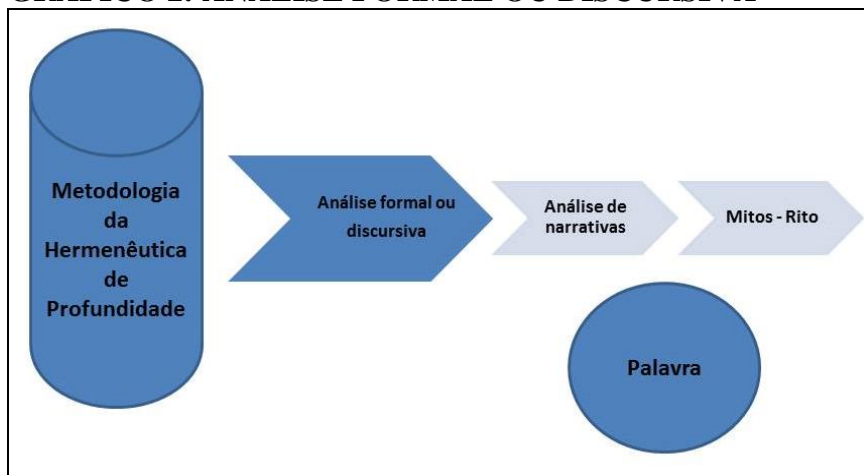 Metodologia
da
Hermenêutica
de
Profundidade
Análise formal ou
discursiva
Análise de
narrativas
Mitos - Rito
Palavra